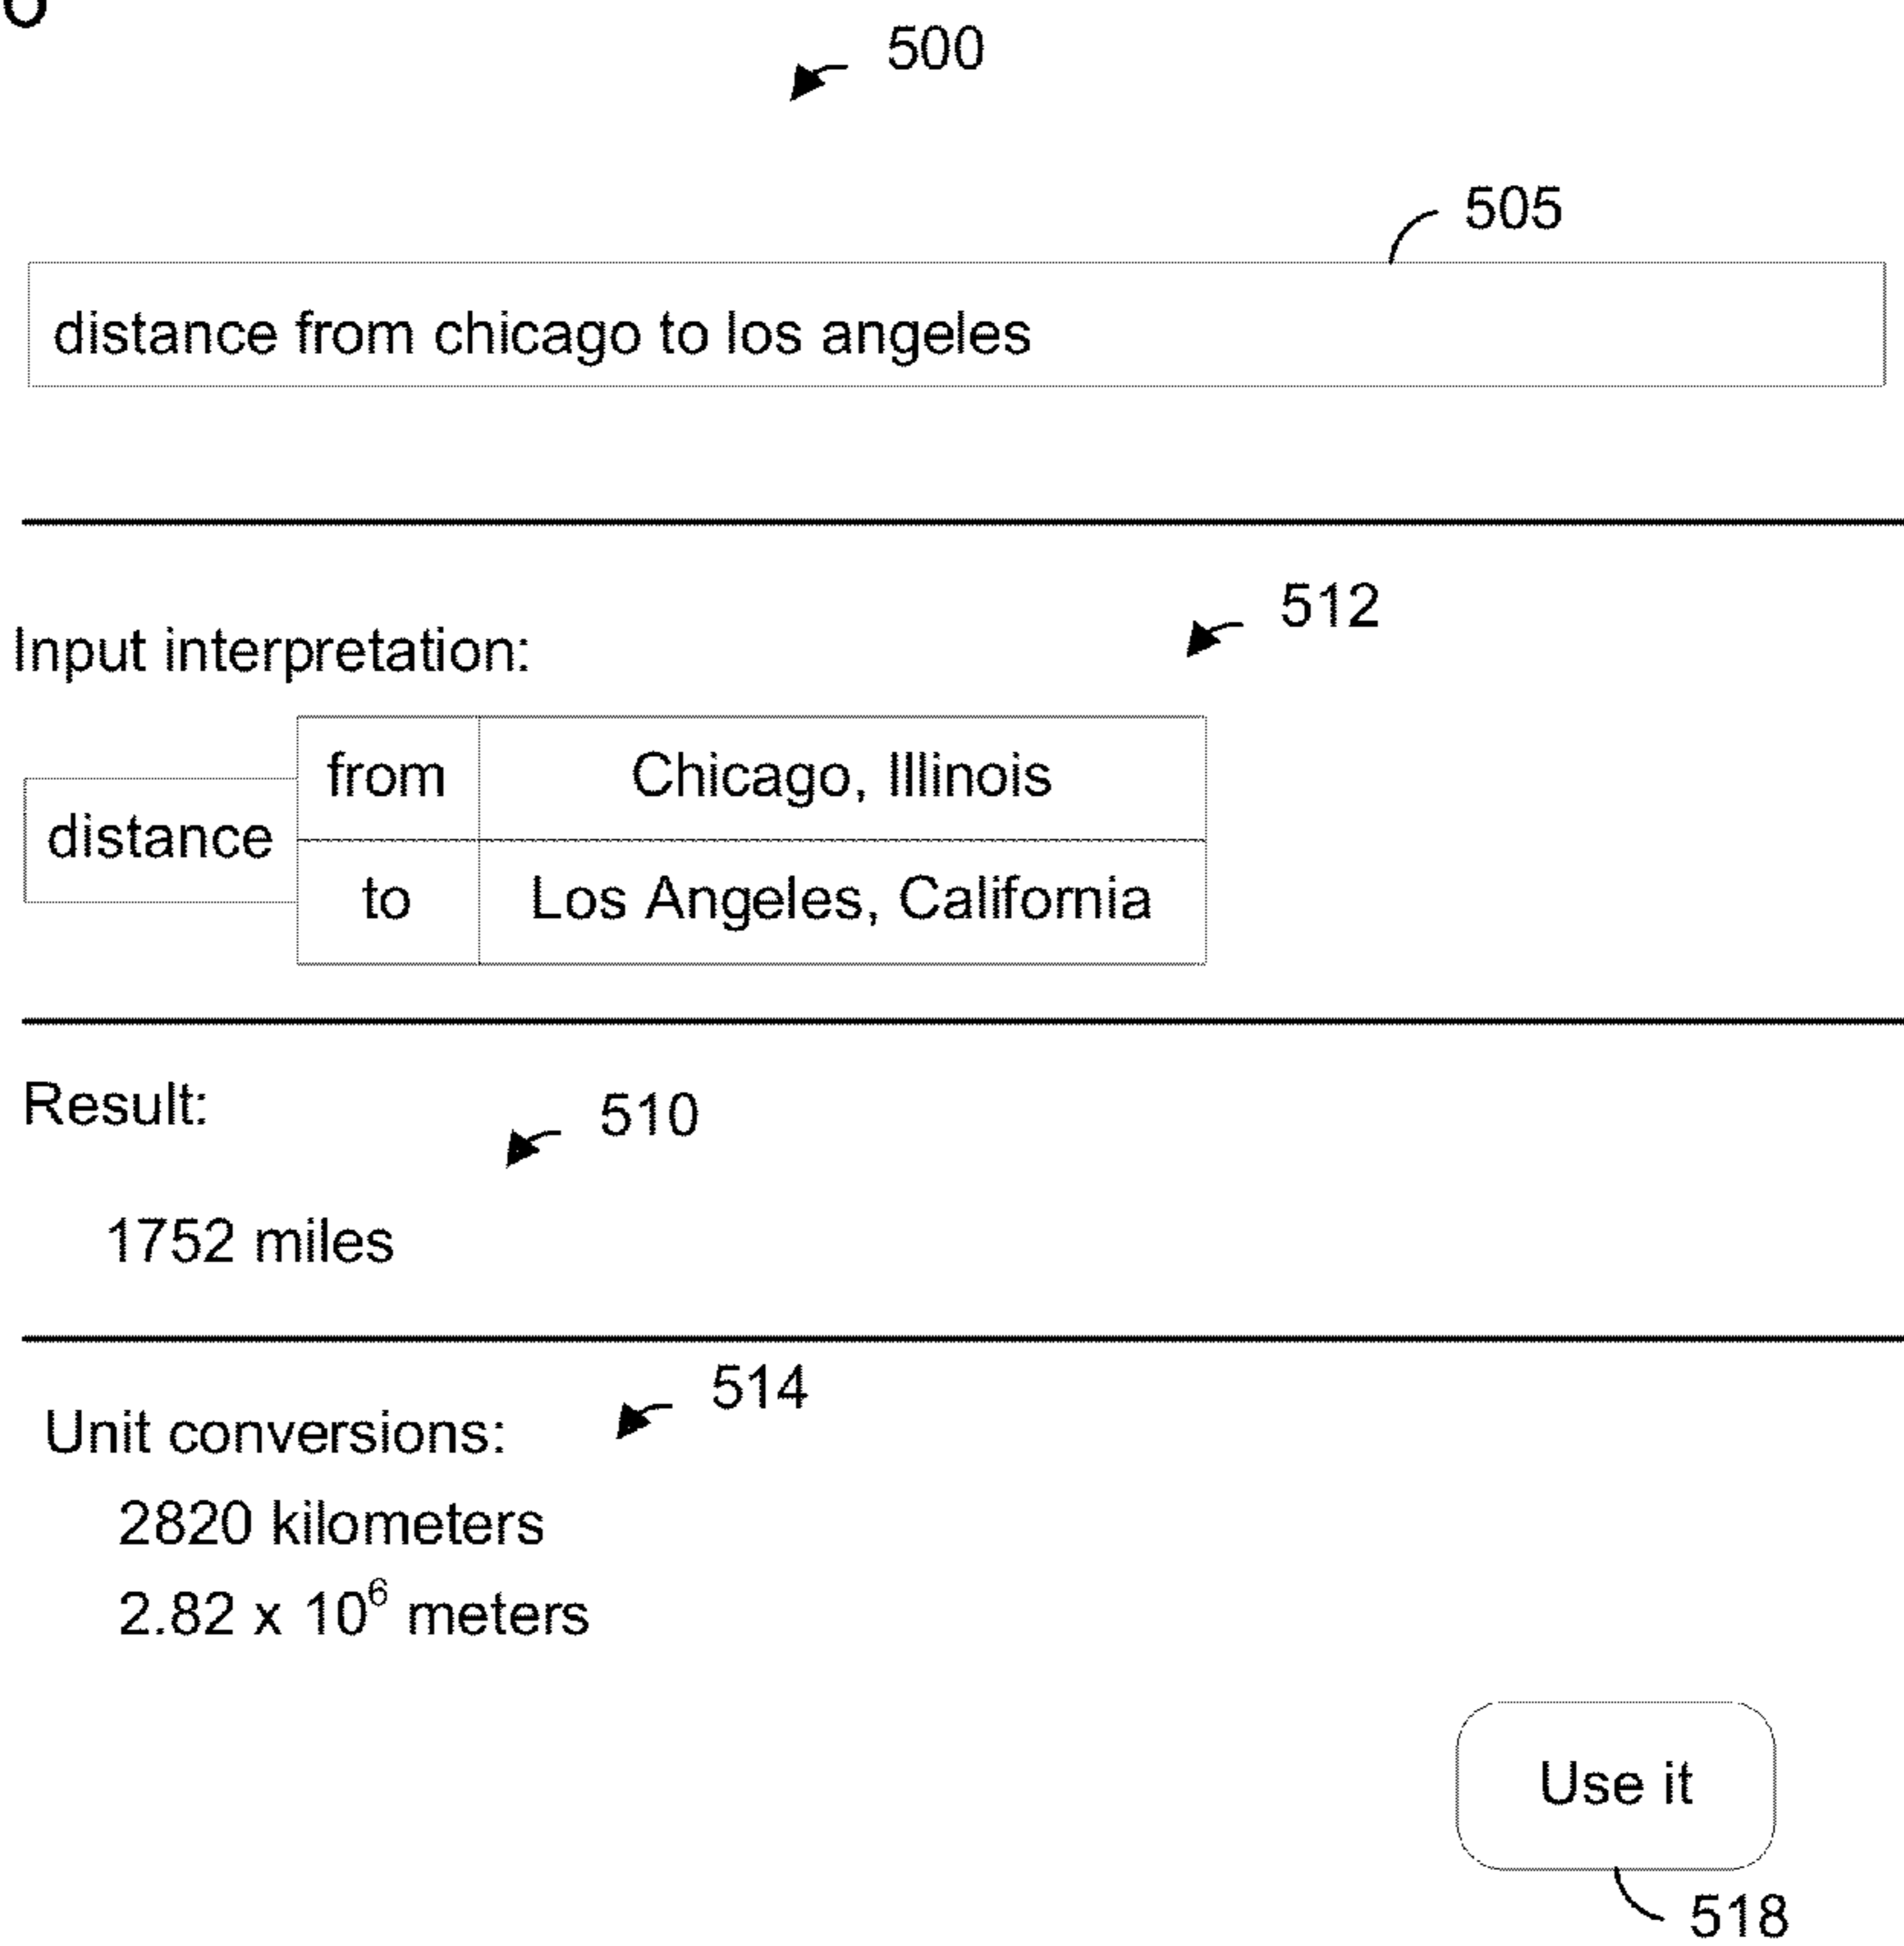 500
505
distance from chicago to los angeles
512
Input interpretation:
from Chicago, Illinois
distance
to Los Angeles, California
Result:
510
1752 miles
514
Unit conversions:
2820 kilometers
2.82 x 10⁶ meters
Use it
518